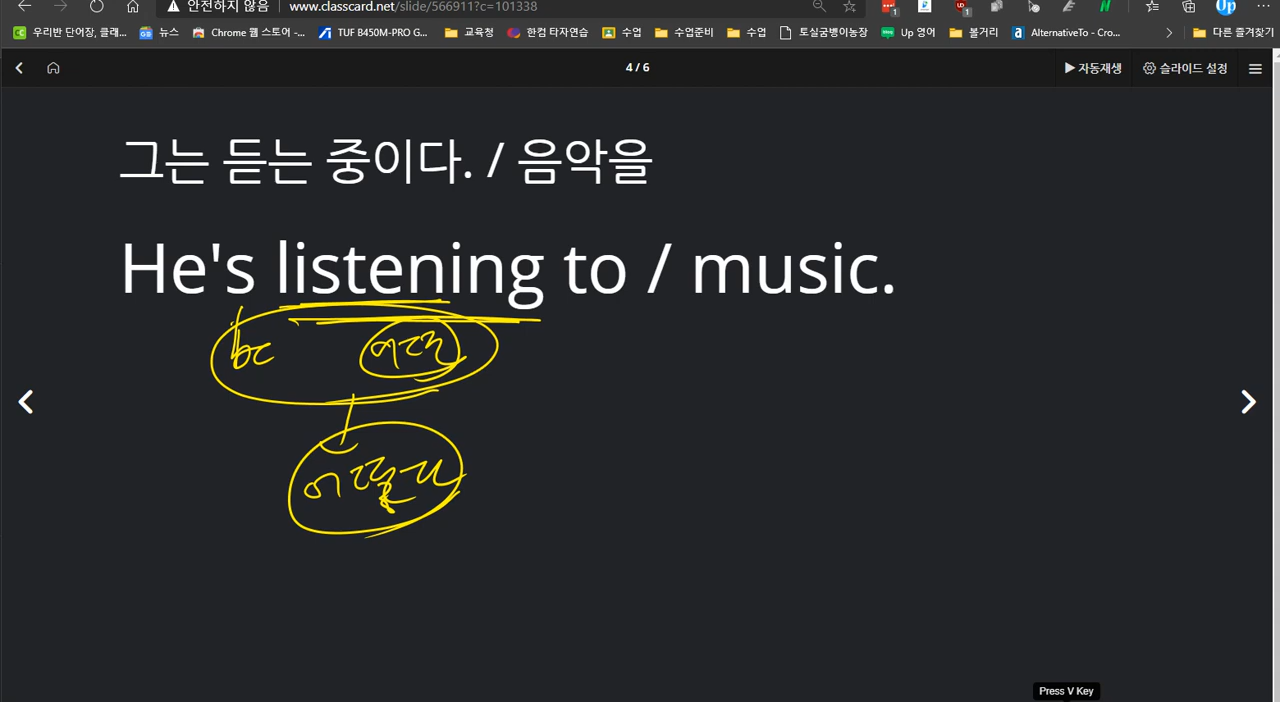 안전하지 않음 www.classcard.net/slide/566911?c=101338
우리반 단어장, 클래... 뉴스 Chrome 웹 스토어 -... TUF B450M-PRO G... 교육청 한컴 타자연습 수업 수업준비 수업 토실굼벵이농장 Up 영어 볼거리 AlternativeTo - Cro... 다른 즐겨찾기
4 / 6 자동재생 슬라이드 설정
그는 듣는 중이다. / 음악을
He's listening to / music.
be
Press V Key